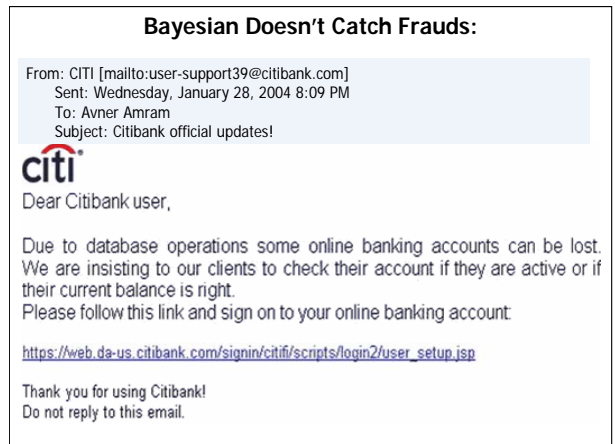 Bayesian Doesn't Catch Frauds:
From: CITI [mailto:user-support39@citibank.com]
Sent: Wednesday, January 28, 2004 8:09 PM
To: Avner Amram
Subject: Citibank official updates!
citi
Dear Citibank user,
Due to database operations some online banking accounts can be lost.
We are insisting to our clients to check their account if they are active or if
their current balance is right.
Please follow this link and sign on to your online banking account:
https://web.da-us.citibank.com/signin/citifi/scripts/login2/user_setup.jsp
Thank you for using Citibank!
Do not reply to this email.